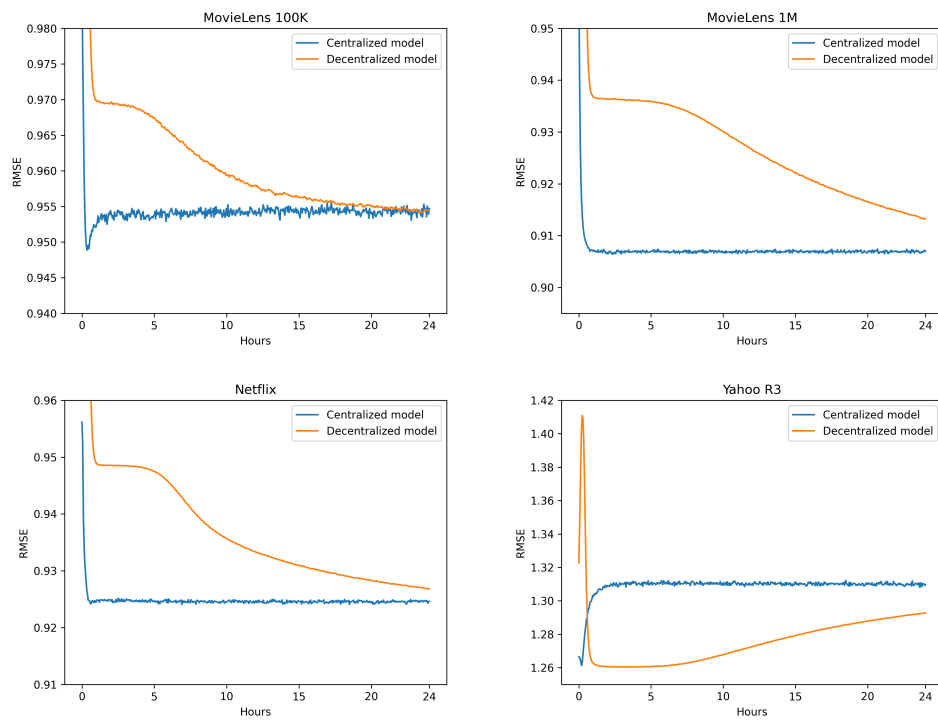 MovieLens 100K
0.980
0.975
0.970
0.965
0.960
0.955
0.950
0.945
0.940
RMSE
0 5 10 15 20 24
Hours
Centralized model
Decentralized model
MovieLens 1M
0.95
0.94
0.93
0.92
0.91
0.90
RMSE
0 5 10 15 20 24
Hours
Centralized model
Decentralized model
Netflix
0.96
0.95
0.94
0.93
0.92
0.91
RMSE
0 5 10 15 20 24
Hours
Centralized model
Decentralized model
Yahoo R3
1.42
1.40
1.38
1.36
1.34
1.32
1.30
1.28
1.26
RMSE
0 5 10 15 20 24
Hours
Centralized model
Decentralized model